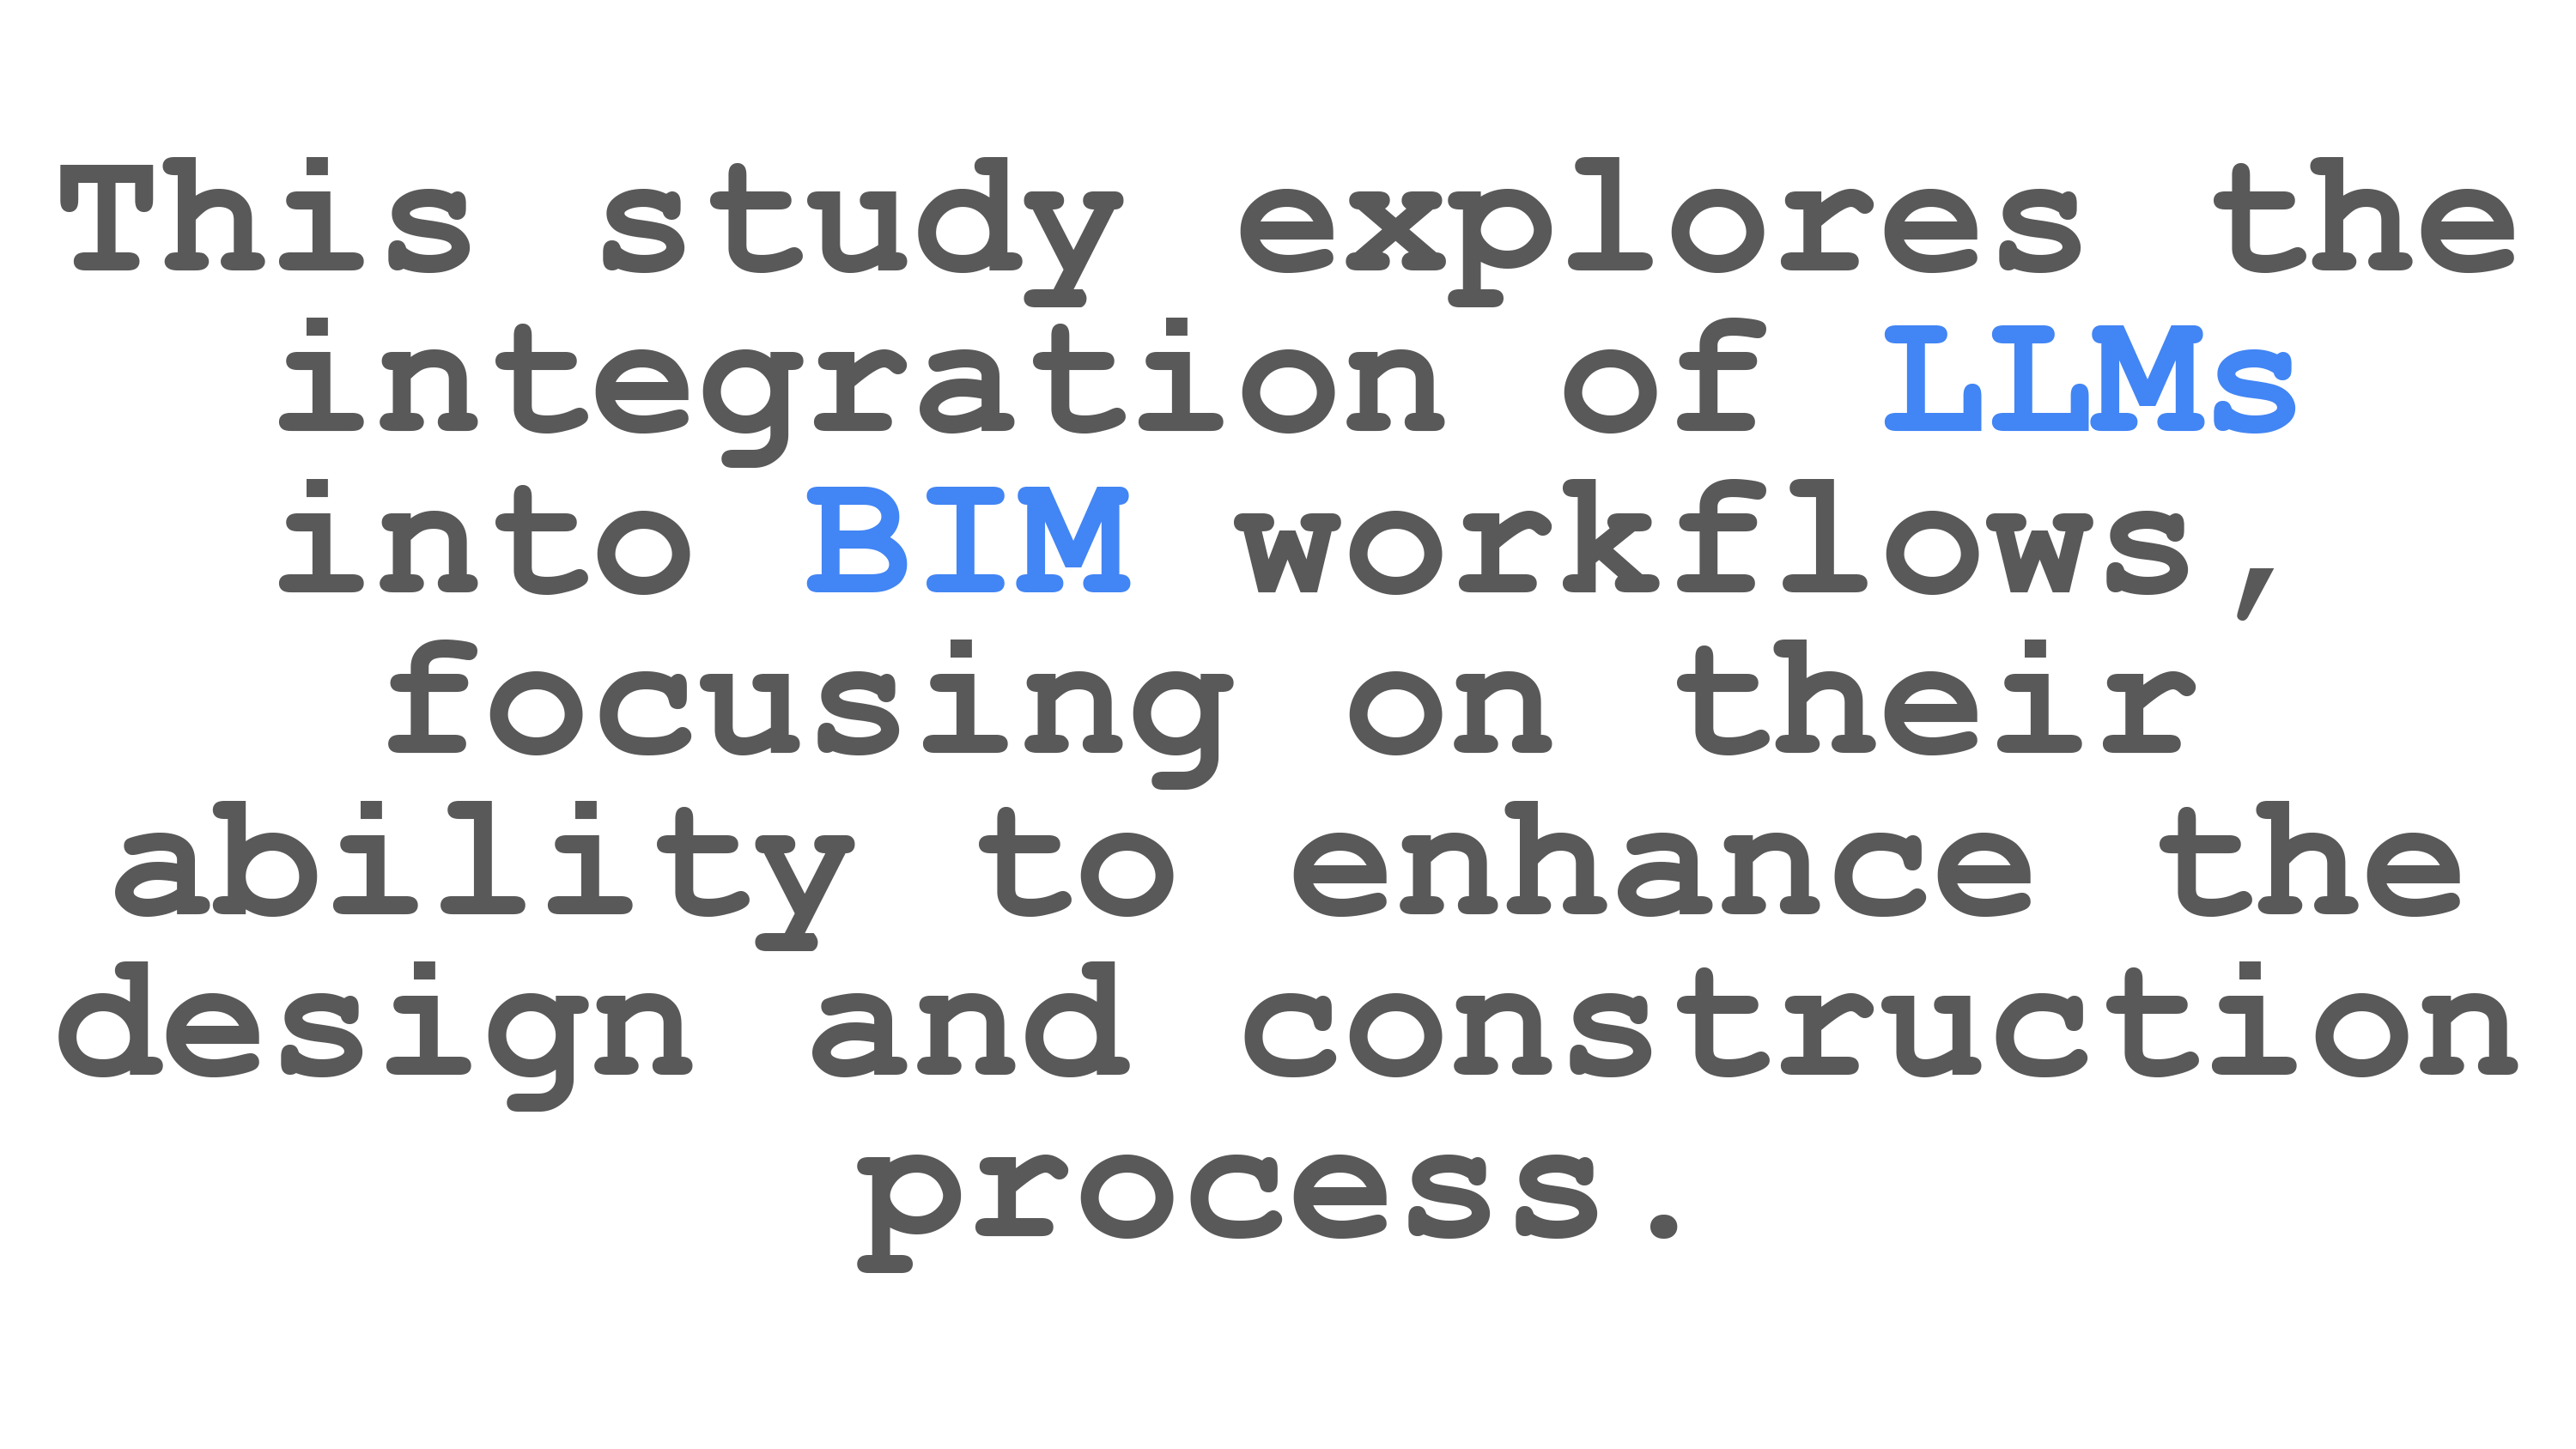 This study explores the
integration of LLMs
into BIM workflows,
focusing on their
ability to enhance the
design and construction
process.